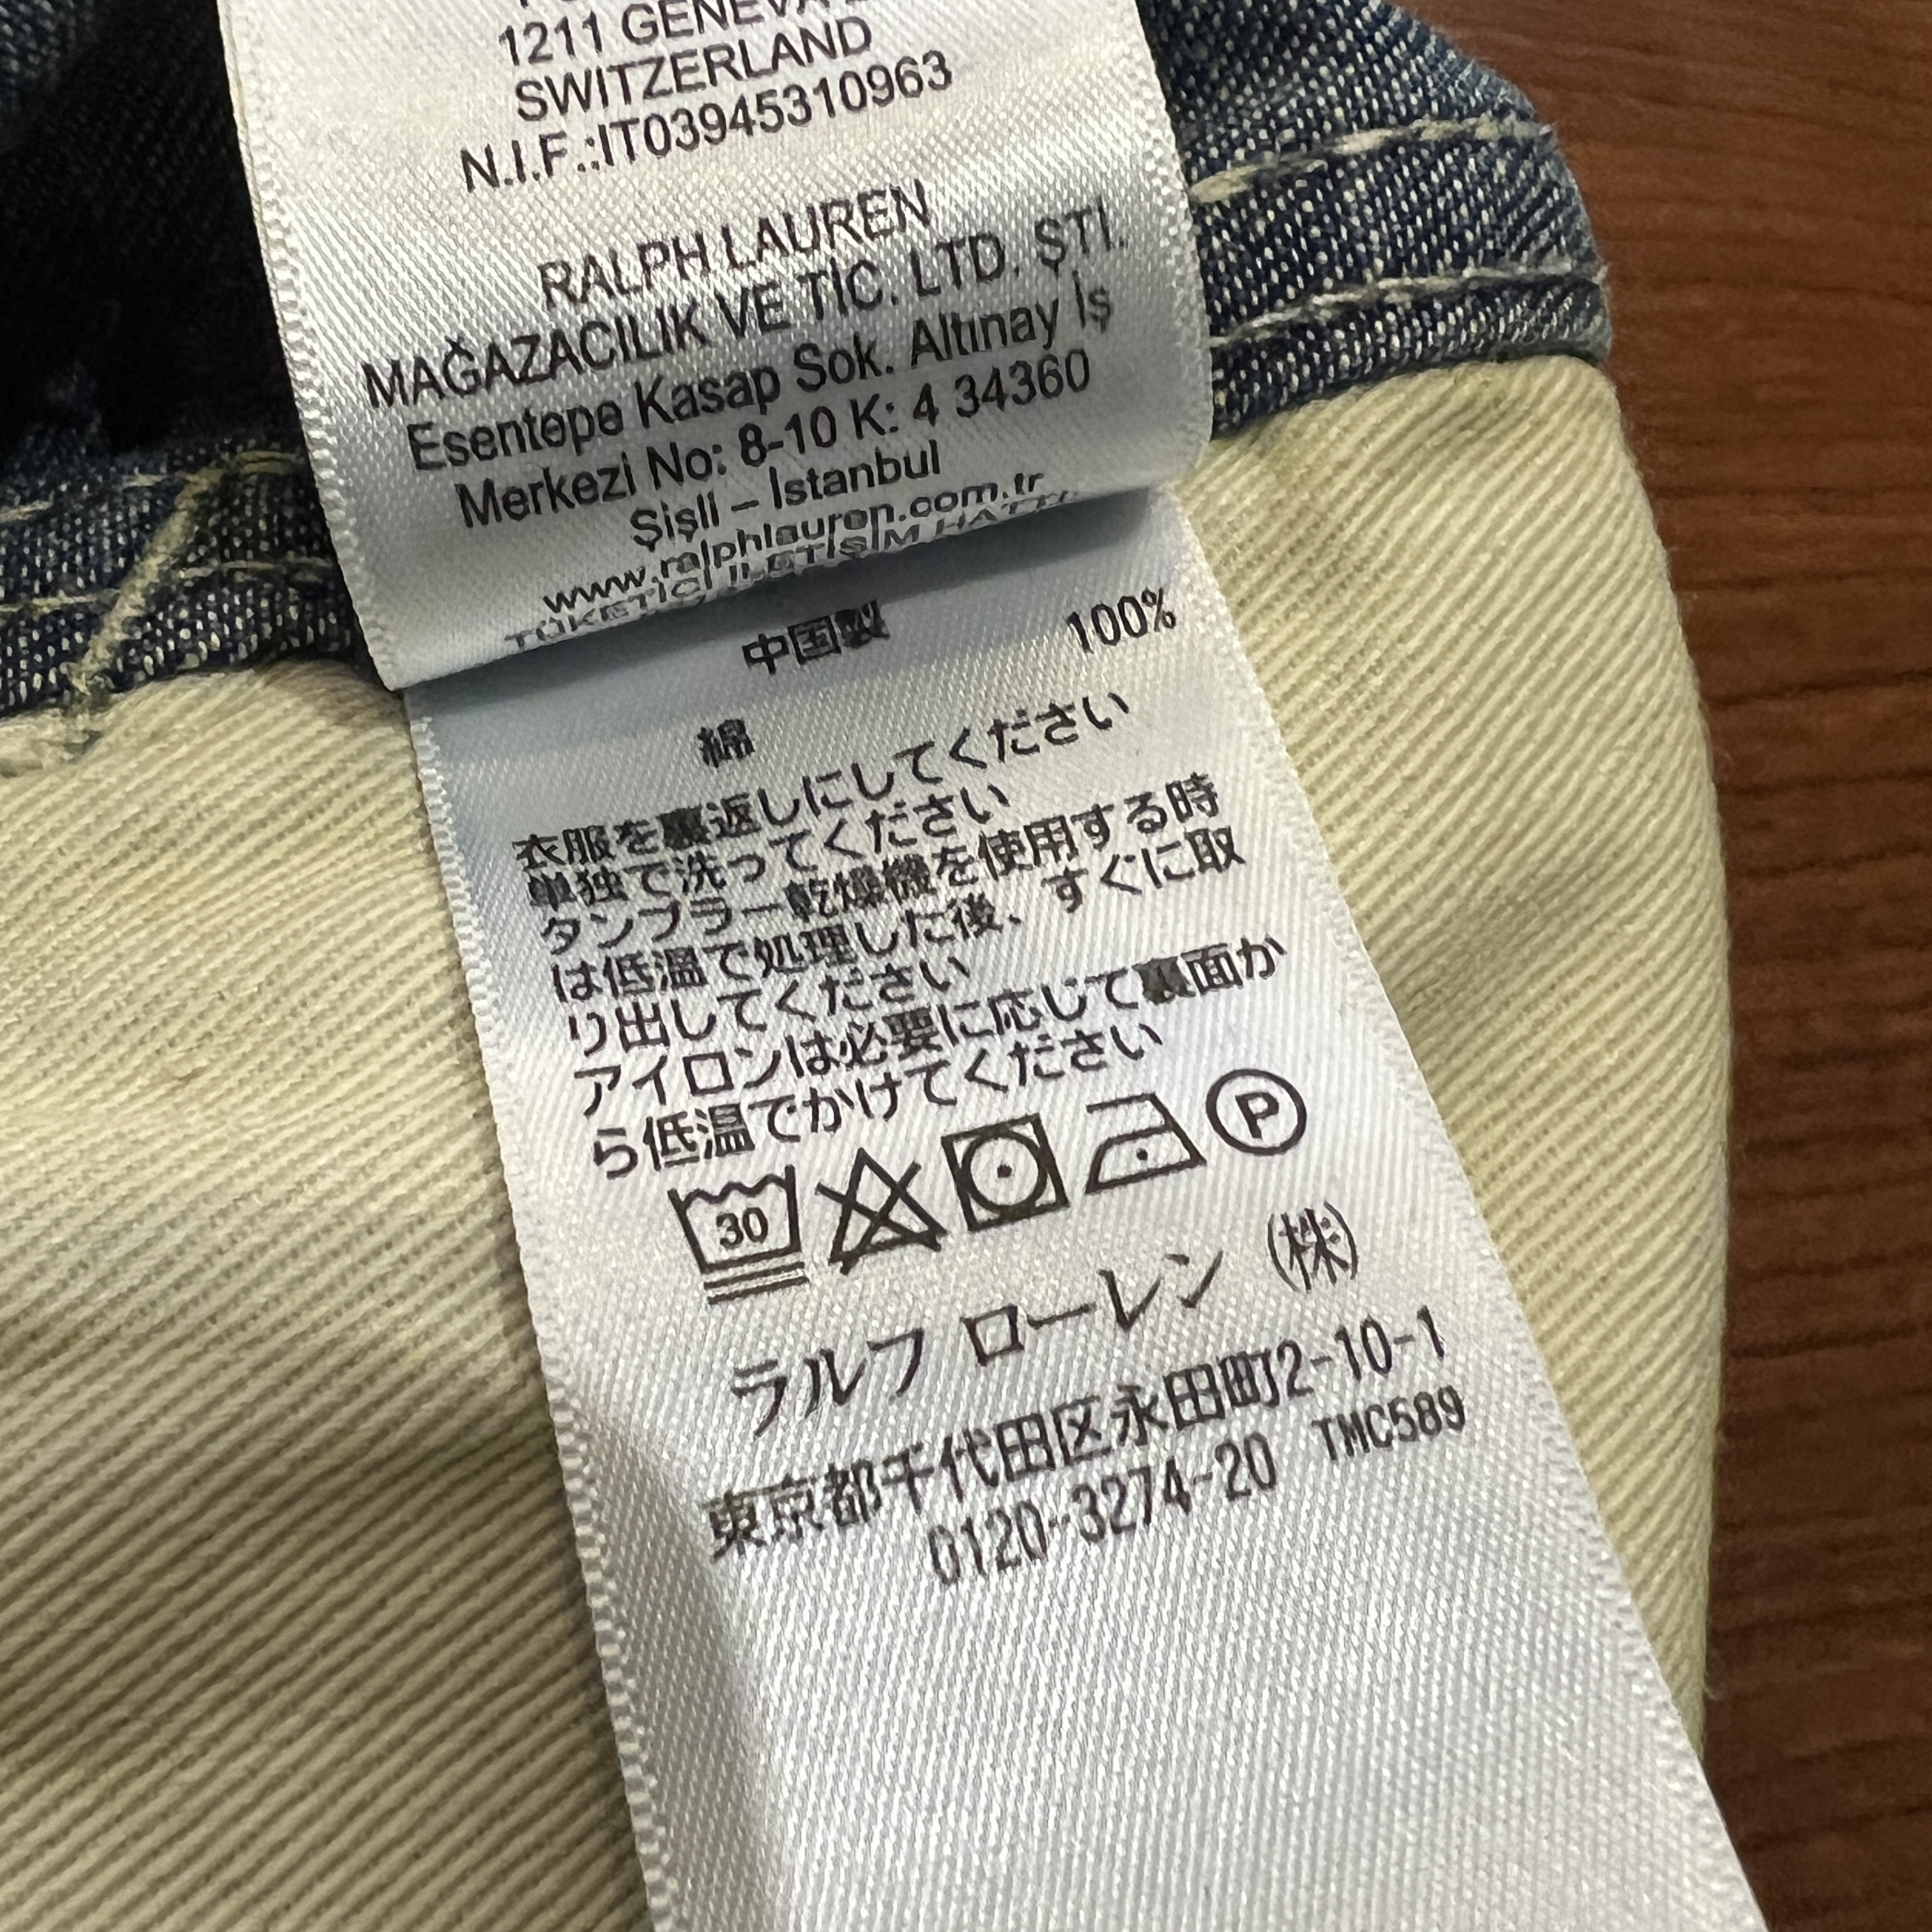 1211 GENEVA
SWITZERLAND
N.I.F.:IT03945310963
RALPH LAUREN
MAĞAZACILIK VE TİC. LTD. ŞTİ.
Esentepe Kasap Sok. Altınay İş
Merkezi No: 8-10 K: 4 34360
Şişli – İstanbul
www.ralphlauren.com.tr
TÜKETİCİ İLETİŞİM HATTI
中国製
綿 100%
衣服を裏返しにしてください
単独で洗ってください
タンブラー乾燥機を使用する時
は低温で処理した後、すぐに取
り出してください
アイロンは必要に応じて裏面か
ら低温でかけてください
30
P
ラルフ ローレン (株)
東京都千代田区永田町2-10-1
0120-3274-20 TMC589